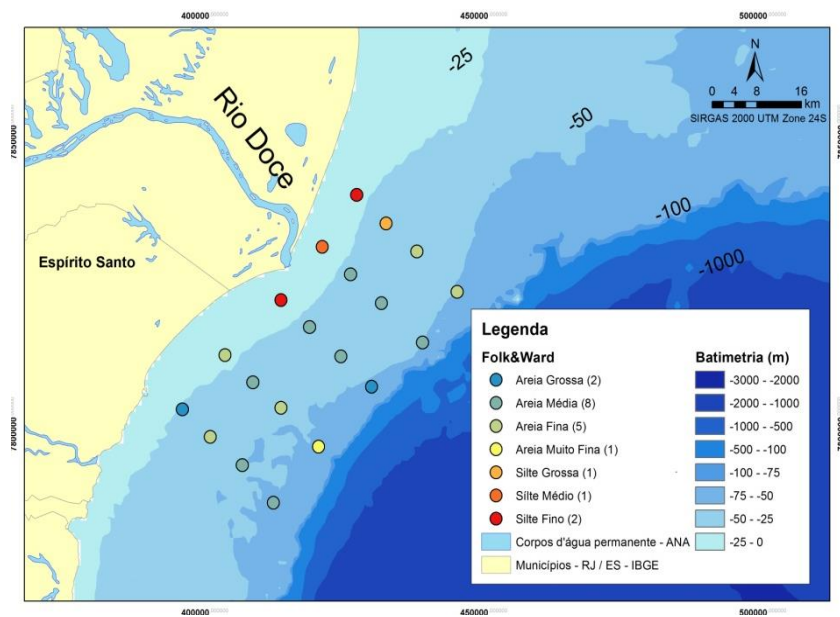 400000 450000 500000
-25
N
0 4 8 16
km
SIRGAS 2000 UTM Zone 24S
7850000 7850000
-50
Rio Doce
-100
Espírito Santo
-1000
Legenda
Folk&Ward
Areia Grossa (2)
Areia Média (8)
Areia Fina (5)
Areia Muito Fina (1)
Silte Grossa (1)
Silte Médio (1)
Silte Fino (2)
Corpos d'água permanente - ANA
Municípios - RJ / ES - IBGE
Batimetria (m)
-3000 - -2000
-2000 - -1000
-1000 - -500
-500 - -100
-100 - -75
-75 - -50
-50 - -25
-25 - 0
7800000 7800000
400000 450000 500000